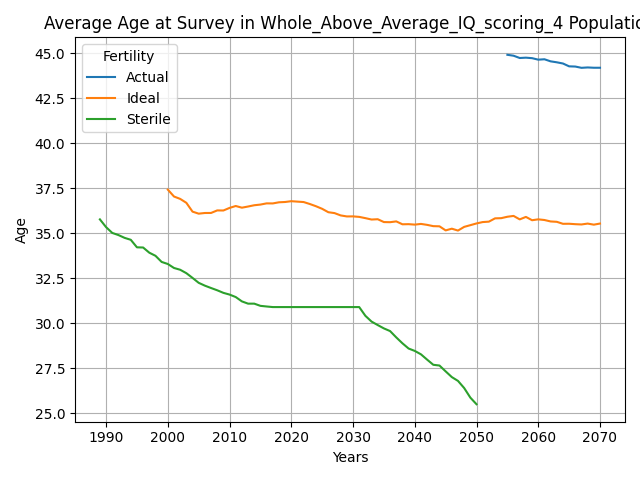 Average Age at Survey in Whole_Above_Average_IQ_scoring_4 Populatio
Fertility
Actual
Ideal
Sterile
45.0
42.5
40.0
37.5
35.0
32.5
30.0
27.5
25.0
Age
1990 2000 2010 2020 2030 2040 2050 2060 2070
Years